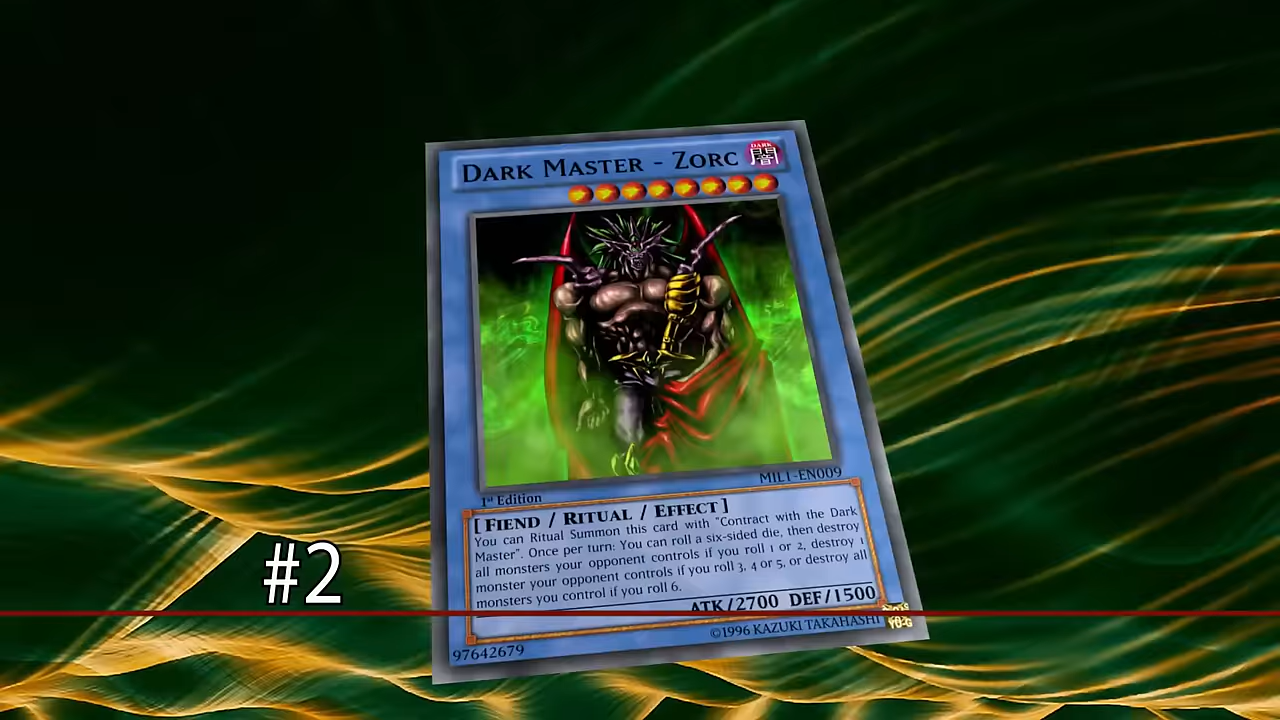 DARK MASTER - ZORC
DARK
闇
1st Edition
MIL1-EN009
[ FIEND / RITUAL / EFFECT ]
You can Ritual Summon this card with "Contract with the Dark
Master". Once per turn: You can roll a six-sided die, then destroy
all monsters your opponent controls if you roll 1 or 2, destroy 1
monster your opponent controls if you roll 3, 4 or 5, or destroy all
monsters you control if you roll 6.
ATK/2700 DEF/1500
97642679
©1996 KAZUKI TAKAHASHI
#2